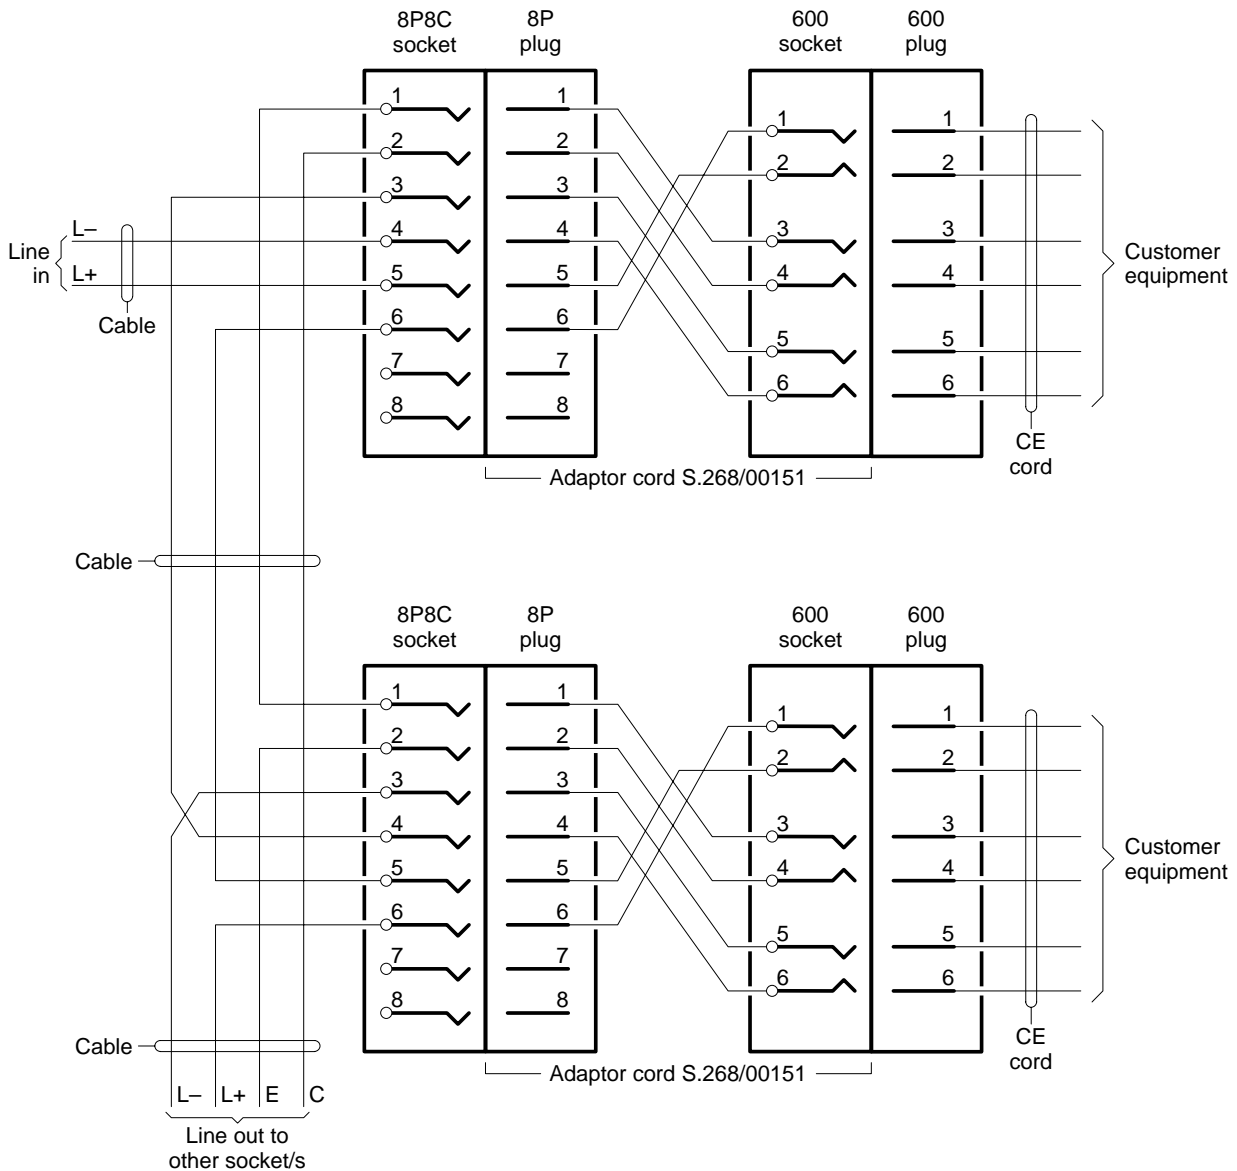 8P8C socket
8P plug
600 socket
600 plug
1 1
2 2
3 3
4 4
5 5
6 6
7 7
8 8
1 1
2 2
3 3
4 4
5 5
6 6
Line in
L–
L+
Cable
Customer equipment
CE cord
Adaptor cord S.268/00151
Cable
8P8C socket
8P plug
600 socket
600 plug
1 1
2 2
3 3
4 4
5 5
6 6
7 7
8 8
1 1
2 2
3 3
4 4
5 5
6 6
Customer equipment
CE cord
Cable
Adaptor cord S.268/00151
L– L+ E C
Line out to other socket/s